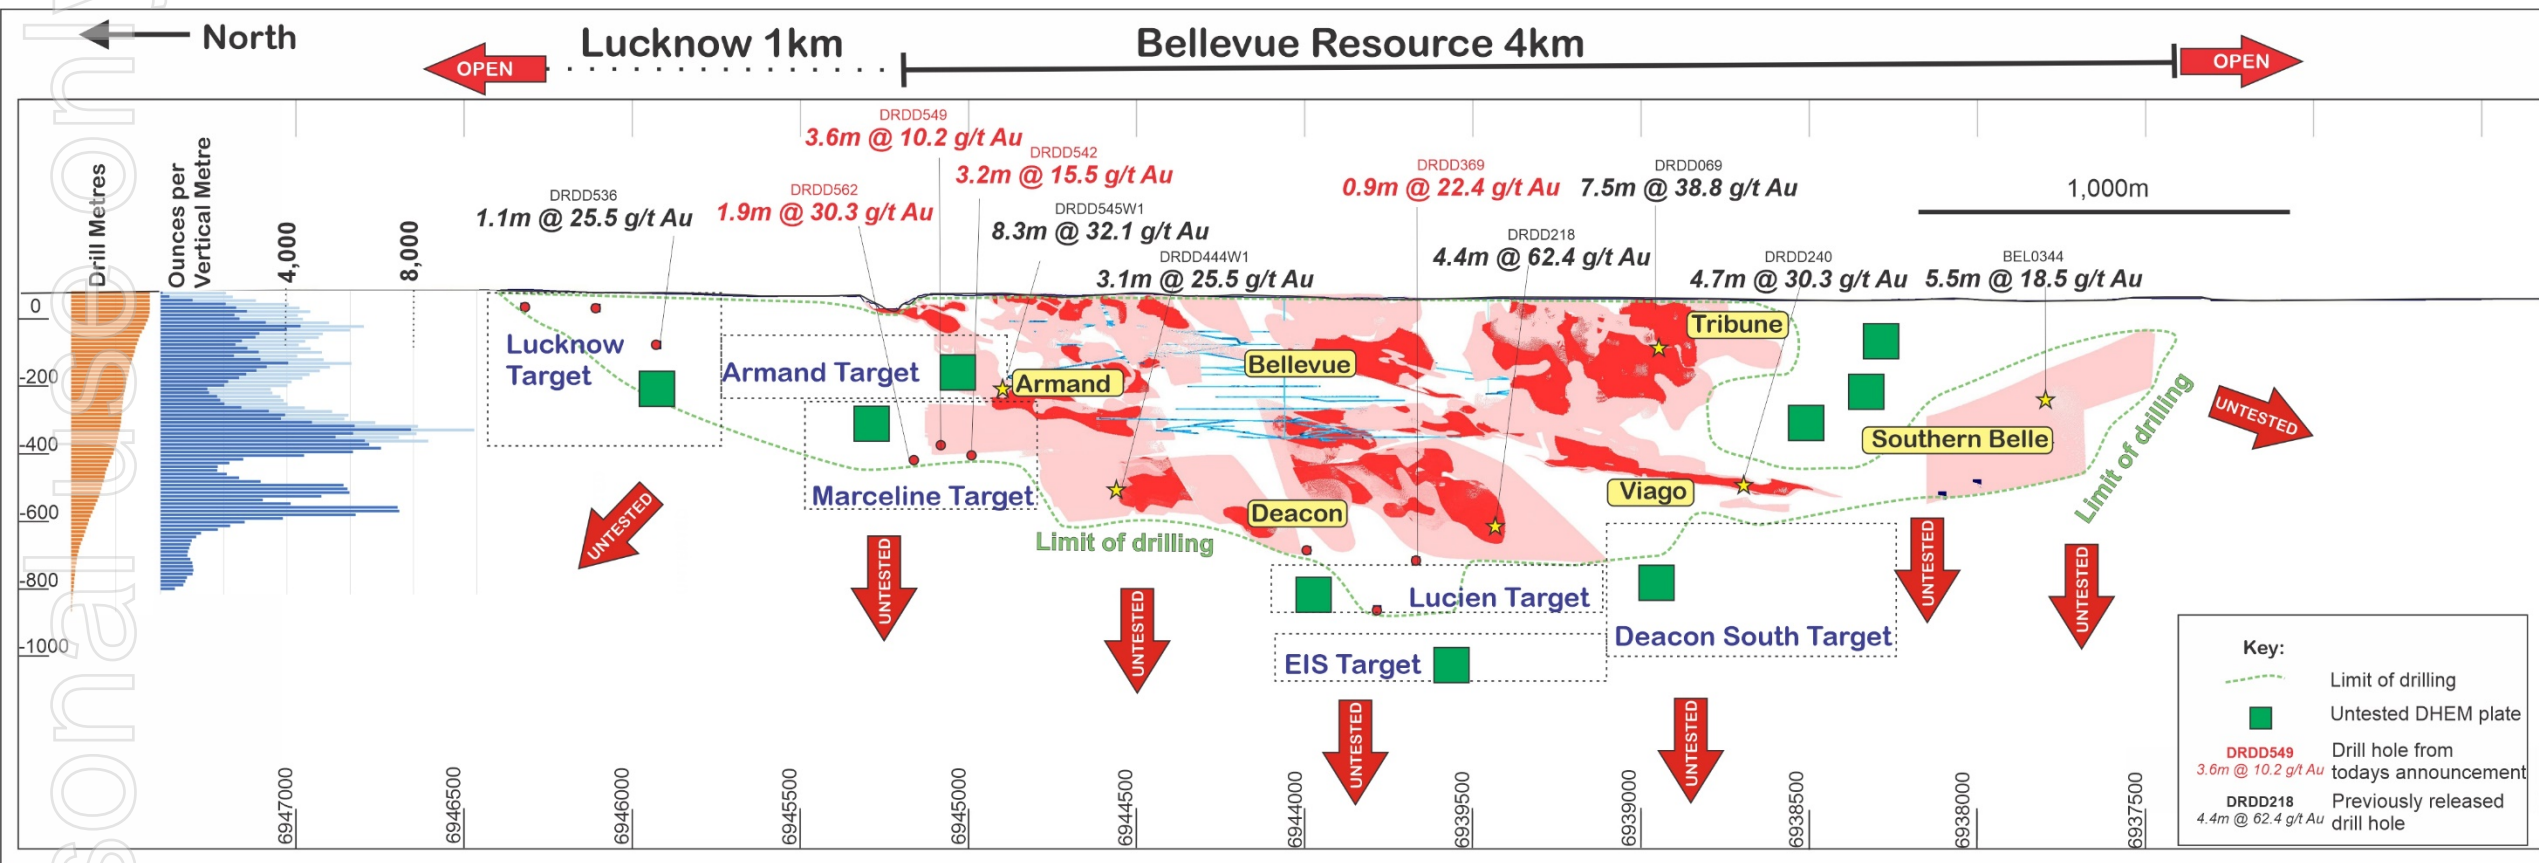 sonal use only
North
Lucknow 1km
Bellevue Resource 4km
OPEN
OPEN
DRDD549
3.6m @ 10.2 g/t Au
DRDD542
3.2m @ 15.5 g/t Au
DRDD562
1.9m @ 30.3 g/t Au
DRDD536
1.1m @ 25.5 g/t Au
DRDD545W1
8.3m @ 32.1 g/t Au
DRDD444W1
3.1m @ 25.5 g/t Au
DRDD369
0.9m @ 22.4 g/t Au
DRDD069
7.5m @ 38.8 g/t Au
DRDD218
4.4m @ 62.4 g/t Au
DRDD240
4.7m @ 30.3 g/t Au
BEL0344
5.5m @ 18.5 g/t Au
1,000m
Drill Metres
Ounces per
Vertical Metre
4,000
8,000
0
-200
-400
-600
-800
-1000
Lucknow
Target
Armand Target
Armand
Bellevue
Tribune
Southern Belle
Viago
Deacon
Marceline Target
Limit of drilling
Limit of drilling
Lucien Target
EIS Target
Deacon South Target
UNTESTED
UNTESTED
UNTESTED
UNTESTED
UNTESTED
UNTESTED
UNTESTED
UNTESTED
6947000
6946500
6946000
6945500
6945000
6944500
6944000
6939500
6939000
6938500
6938000
6937500
Key:
Limit of drilling
Untested DHEM plate
DRDD549
3.6m @ 10.2 g/t Au
Drill hole from
todays announcement
DRDD218
4.4m @ 62.4 g/t Au
Previously released
drill hole